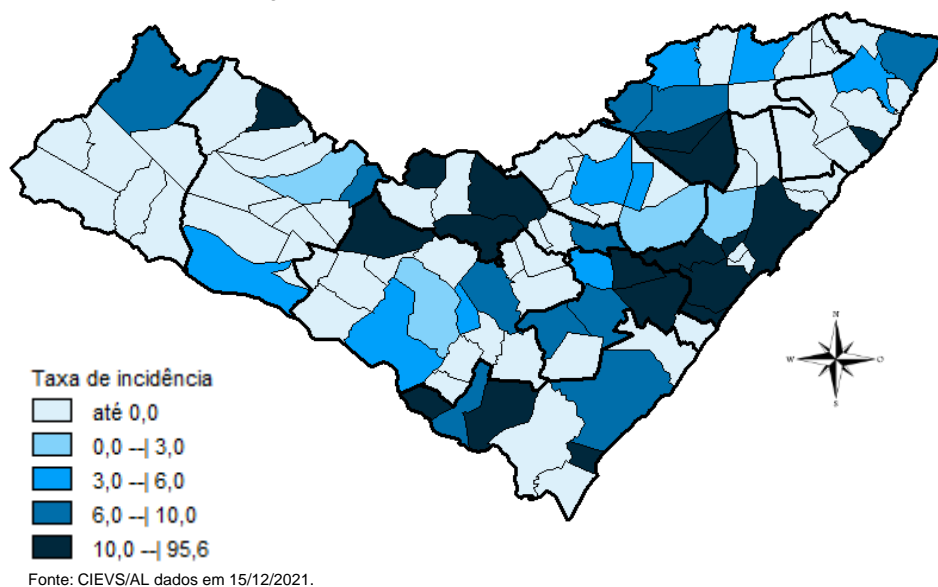 N
W
O
S
Taxa de incidência
até 0,0
0,0 --| 3,0
3,0 --| 6,0
6,0 --| 10,0
10,0 --| 95,6
Fonte: CIEVS/AL dados em 15/12/2021.